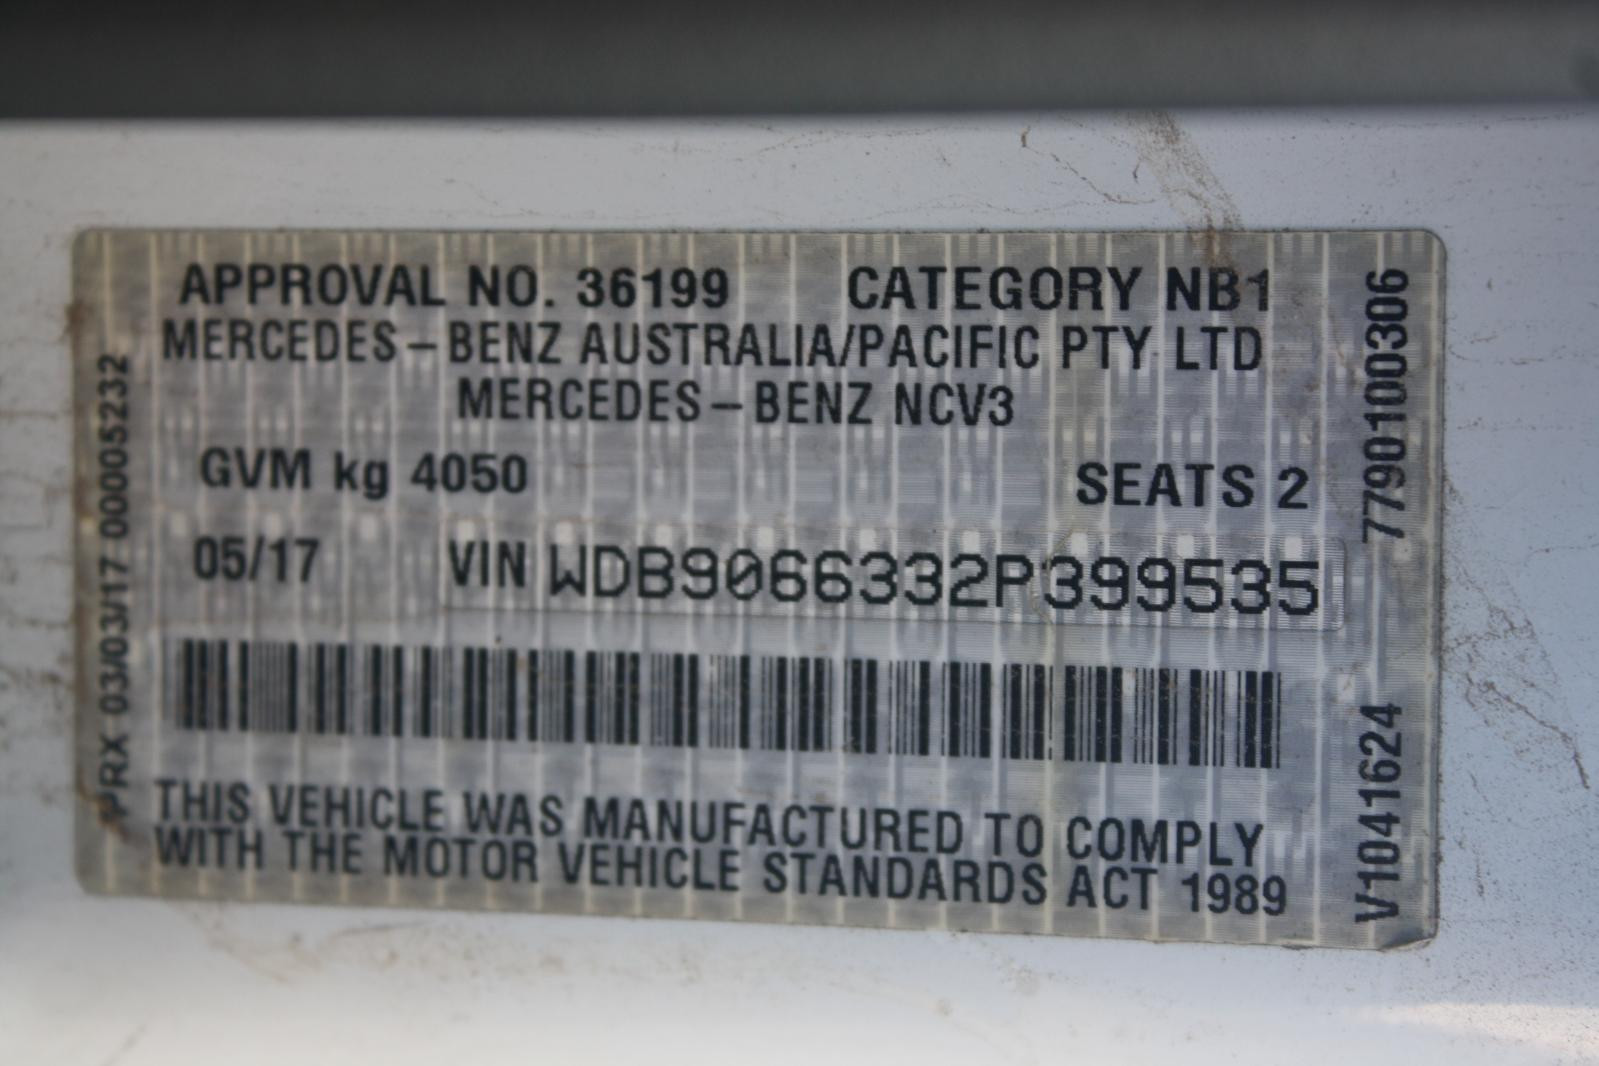 APPROVAL NO. 36199 CATEGORY NB1
MERCEDES-BENZ AUSTRALIA/PACIFIC PTY LTD
MERCEDES-BENZ NCV3
GVM kg 4050 SEATS 2
05/17 VIN WDB9066332P399535
THIS VEHICLE WAS MANUFACTURED TO COMPLY
WITH THE MOTOR VEHICLE STANDARDS ACT 1989
PRX 03/03/17 00005232
7790100306
V1041624